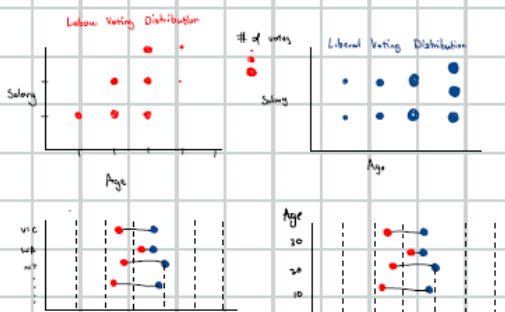 Labour Voting Distribution
# of votes
Salary
Age
Liberal Voting Distribution
Salary
Age
VIC
WA
NT
Age
30
20
10